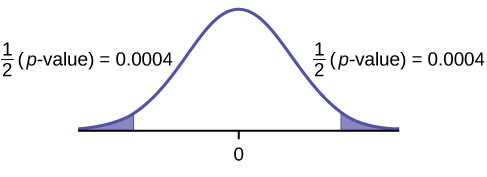 1/2 (p-value) = 0.0004
1/2 (p-value) = 0.0004
0